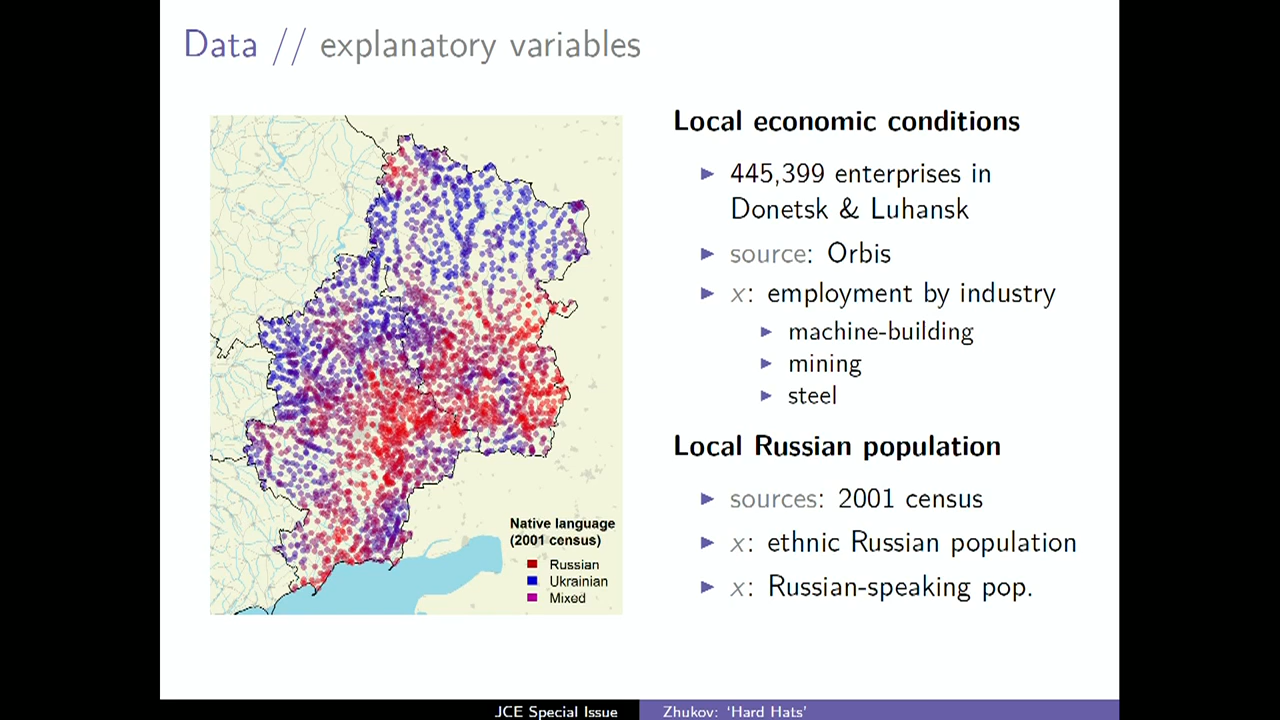 Data // explanatory variables
Local economic conditions
445,399 enterprises in
Donetsk & Luhansk
source: Orbis
x: employment by industry
machine-building
mining
steel
Local Russian population
sources: 2001 census
x: ethnic Russian population
x: Russian-speaking pop.
Native language
(2001 census)
Russian
Ukrainian
Mixed
JCE Special Issue
Zhukov: 'Hard Hats'